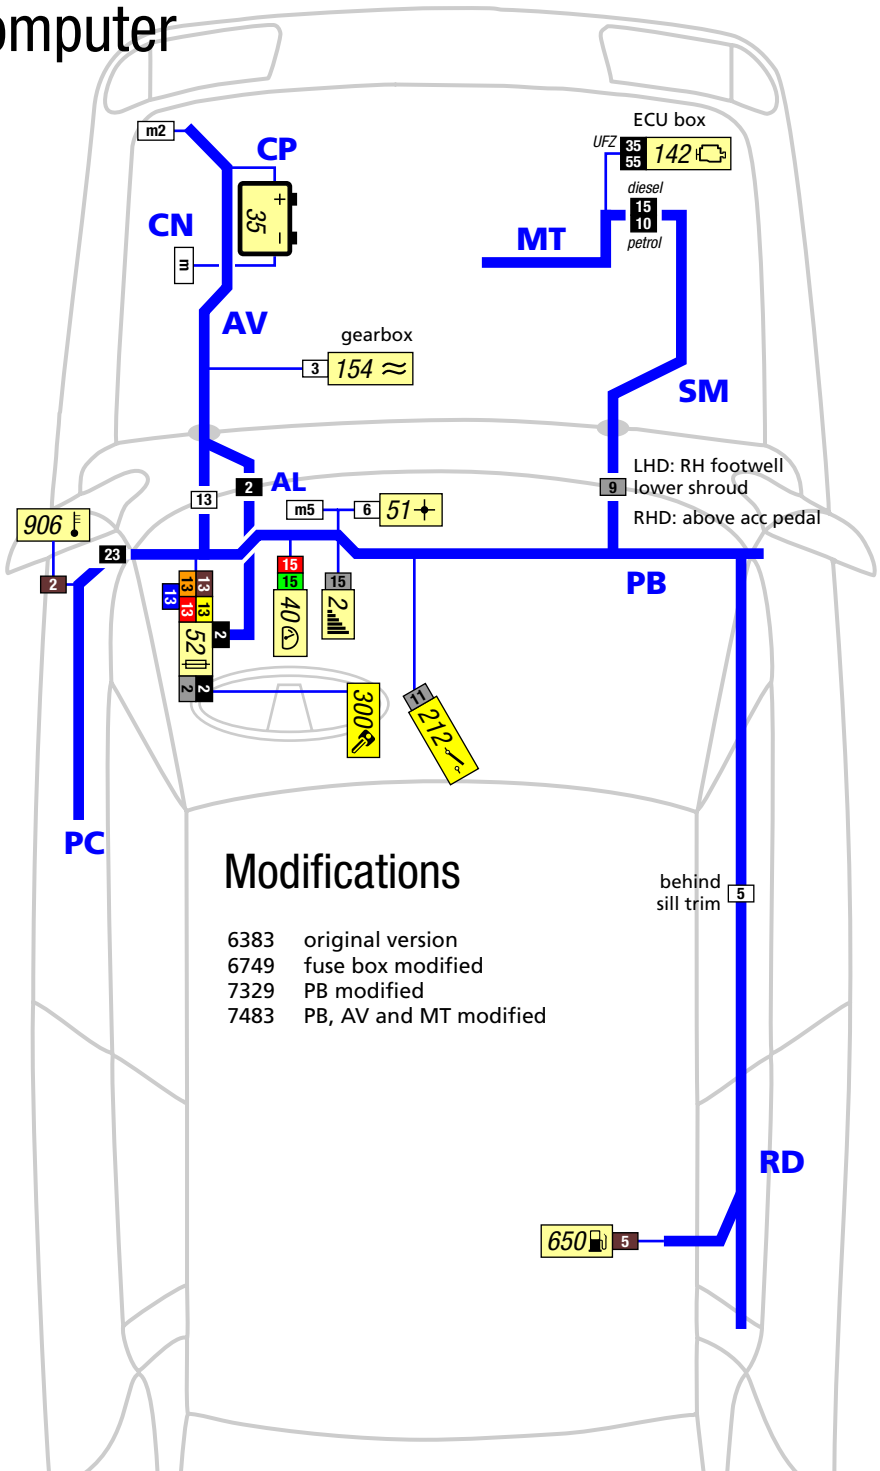 omputer
ECU box
m2
UFZ
35
55
142
CP
diesel
15
10
petrol
+
35
–
CN
MT
m
AV
gearbox
3
154
SM
LHD: RH footwell
9
lower shroud
RHD: above acc pedal
2
AL
13
m5
6
51
906
23
2
PB
15
15
40
15
2
13
13
13
13
13
52
2
2
2
300
11
212
PC
Modifications
6383 original version
6749 fuse box modified
7329 PB modified
7483 PB, AV and MT modified
behind
sill trim
5
RD
650
5